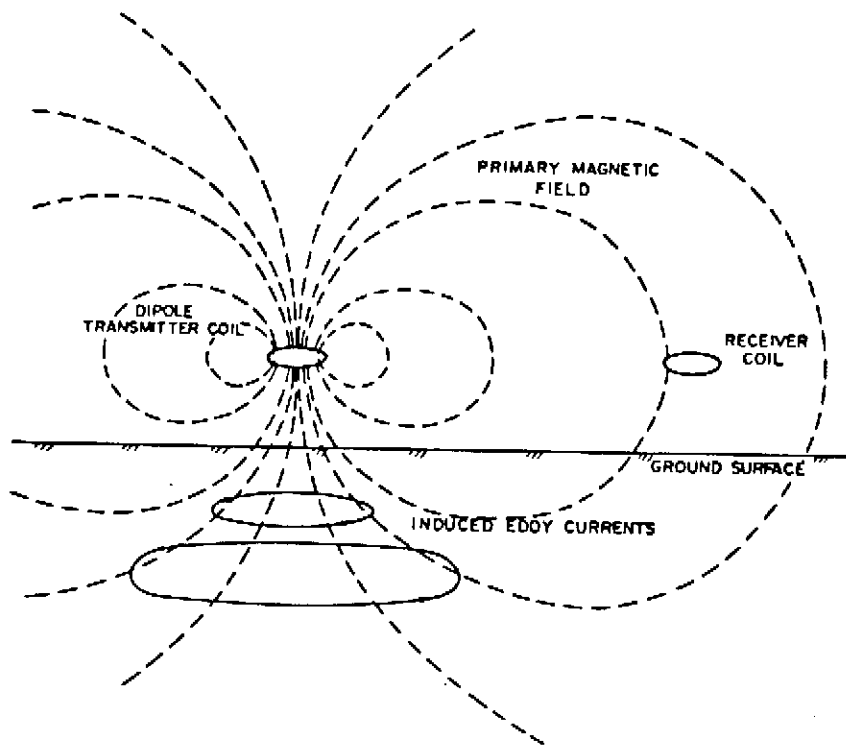 PRIMARY MAGNETIC
FIELD
DIPOLE
TRANSMITTER COIL
RECEIVER
COIL
GROUND SURFACE
INDUCED EDDY CURRENTS